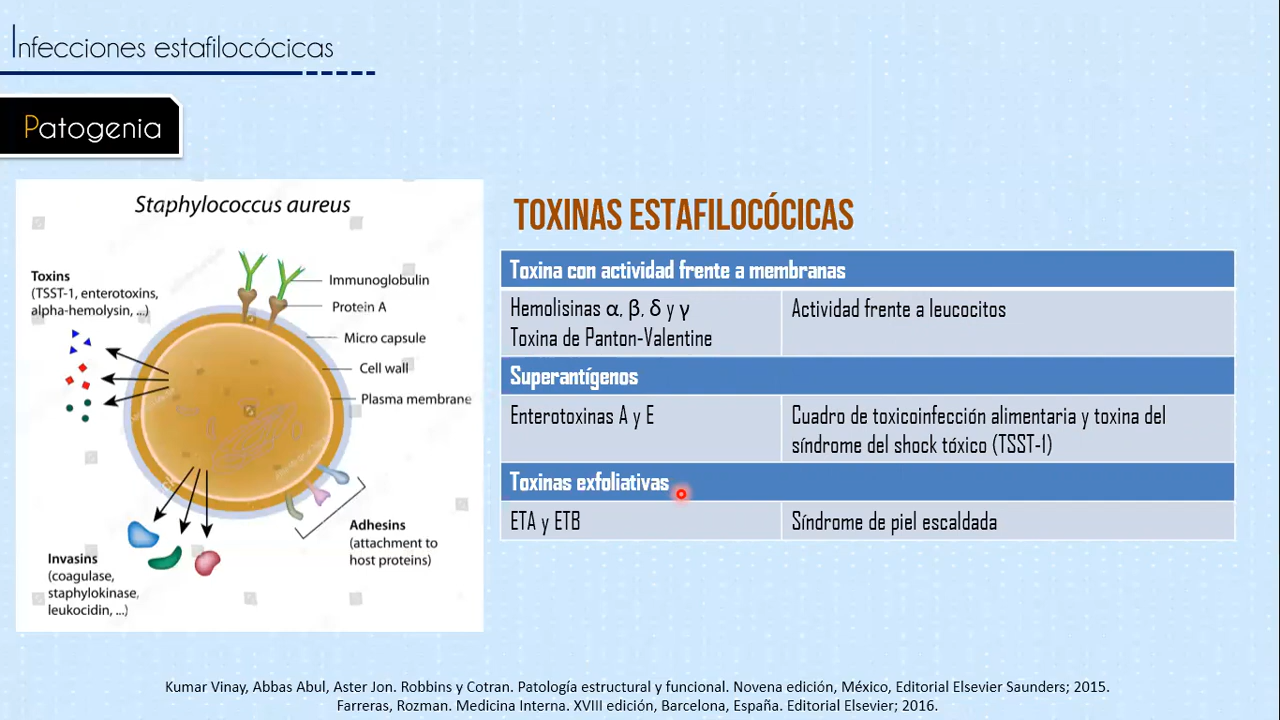 Infecciones estafilocócicas
Patogenia
Staphylococcus aureus
Toxins
(TSST-1, enterotoxins,
alpha-hemolysin, ...)
Immunoglobulin
Protein A
Micro capsule
Cell wall
Plasma membrane
Adhesins
(attachment to
host proteins)
Invasins
(coagulase,
staphylokinase,
leukocidin, ...)
TOXINAS ESTAFILOCÓCICAS
Toxina con actividad frente a membranas
Hemolisinas α, β, δ y γ
Toxina de Panton-Valentine
Actividad frente a leucocitos
Superantígenos
Enterotoxinas A y E
Cuadro de toxicoinfección alimentaria y toxina del
síndrome del shock tóxico (TSST-1)
Toxinas exfoliativas
ETA y ETB
Síndrome de piel escaldada
Kumar Vinay, Abbas Abul, Aster Jon. Robbins y Cotran. Patología estructural y funcional. Novena edición, México, Editorial Elsevier Saunders; 2015.
Farreras, Rozman. Medicina Interna. XVIII edición, Barcelona, España. Editorial Elsevier; 2016.